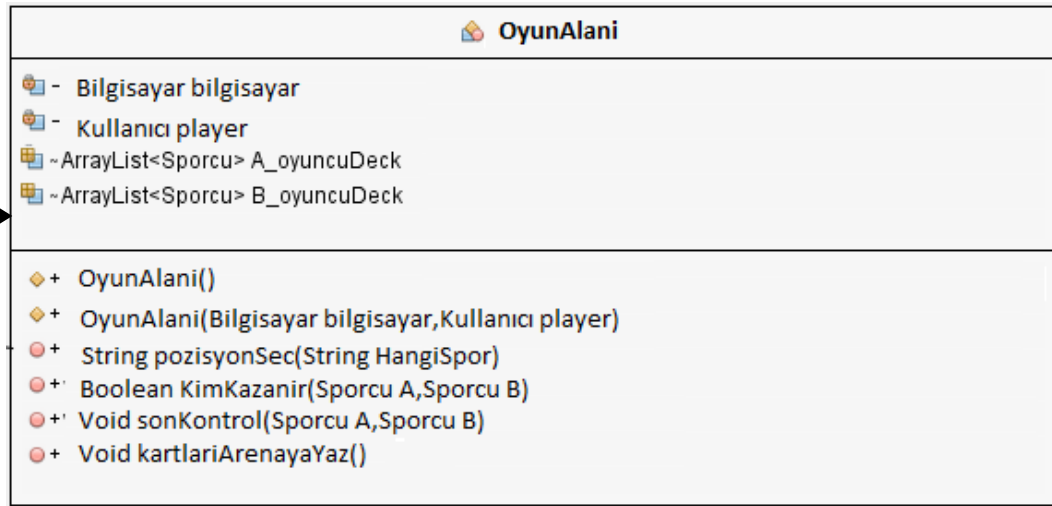 OyunAlani
- Bilgisayar bilgisayar
- Kullanıcı player
~ArrayList<Sporcu> A_oyuncuDeck
~ArrayList<Sporcu> B_oyuncuDeck
+ OyunAlani()
+ OyunAlani(Bilgisayar bilgisayar,Kullanıcı player)
+ String pozisyonSec(String HangiSpor)
+ Boolean KimKazanir(Sporcu A,Sporcu B)
+ Void sonKontrol(Sporcu A,Sporcu B)
+ Void kartlariArenayaYaz()